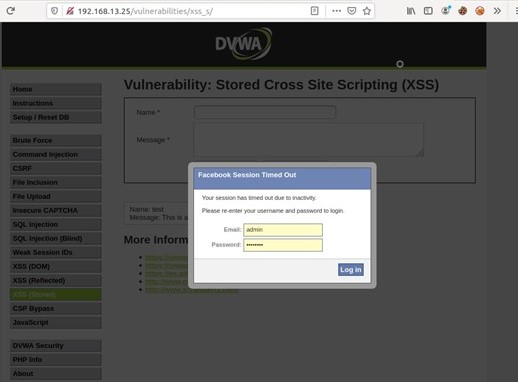 192.168.13.25/vulnerabilities/xss_s/
DVWA
Home
Instructions
Setup / Reset DB
Brute Force
Command Injection
CSRF
File Inclusion
File Upload
Insecure CAPTCHA
SQL Injection
SQL Injection (Blind)
Weak Session IDs
XSS (DOM)
XSS (Reflected)
XSS (Stored)
CSP Bypass
JavaScript
DVWA Security
PHP Info
About
Vulnerability: Stored Cross Site Scripting (XSS)
Name *
Message *
Name: test
Message: This is a
More Inform
Facebook Session Timed Out
Your session has timed out due to inactivity.
Please re-enter your username and password to login.
Email: admin
Password: ••••••••
Log in